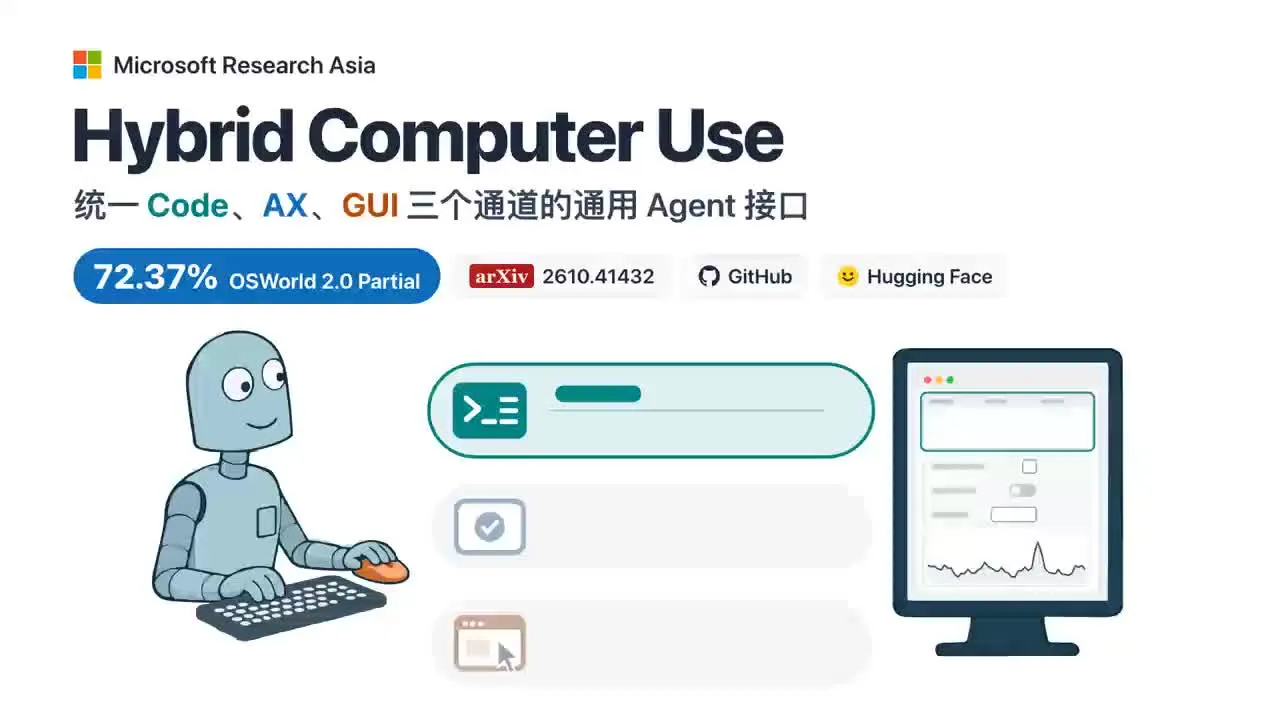 Microsoft Research Asia
Hybrid Computer Use
统一 Code、AX、GUI 三个通道的通用 Agent 接口
72.37% OSWorld 2.0 Partial
arXiv 2610.41432
GitHub
Hugging Face